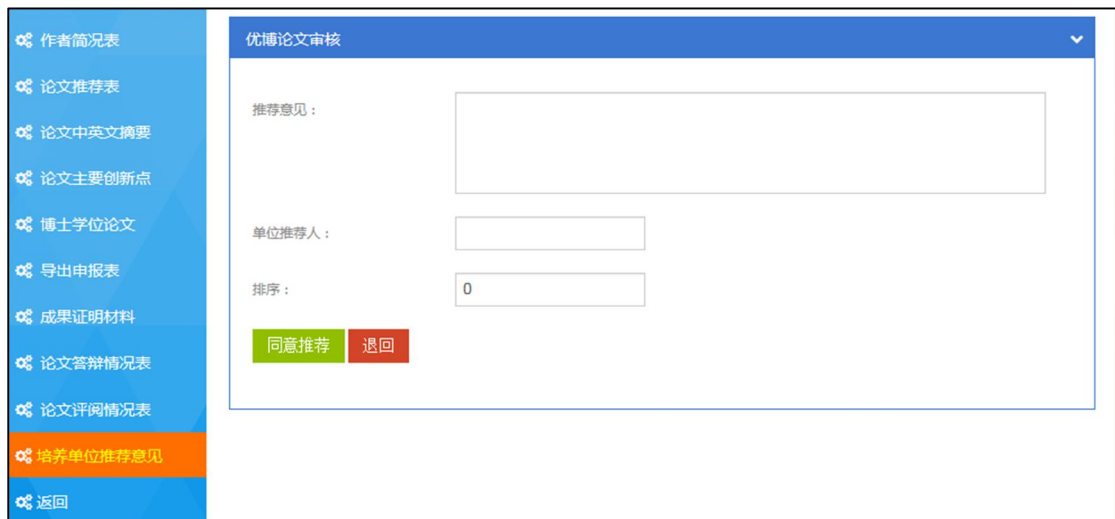 作者简况表
论文推荐表
论文中英文摘要
论文主要创新点
博士学位论文
导出申报表
成果证明材料
论文答辩情况表
论文评阅情况表
培养单位推荐意见
返回
优博论文审核
推荐意见：
单位推荐人：
排序：
0
同意推荐 退回